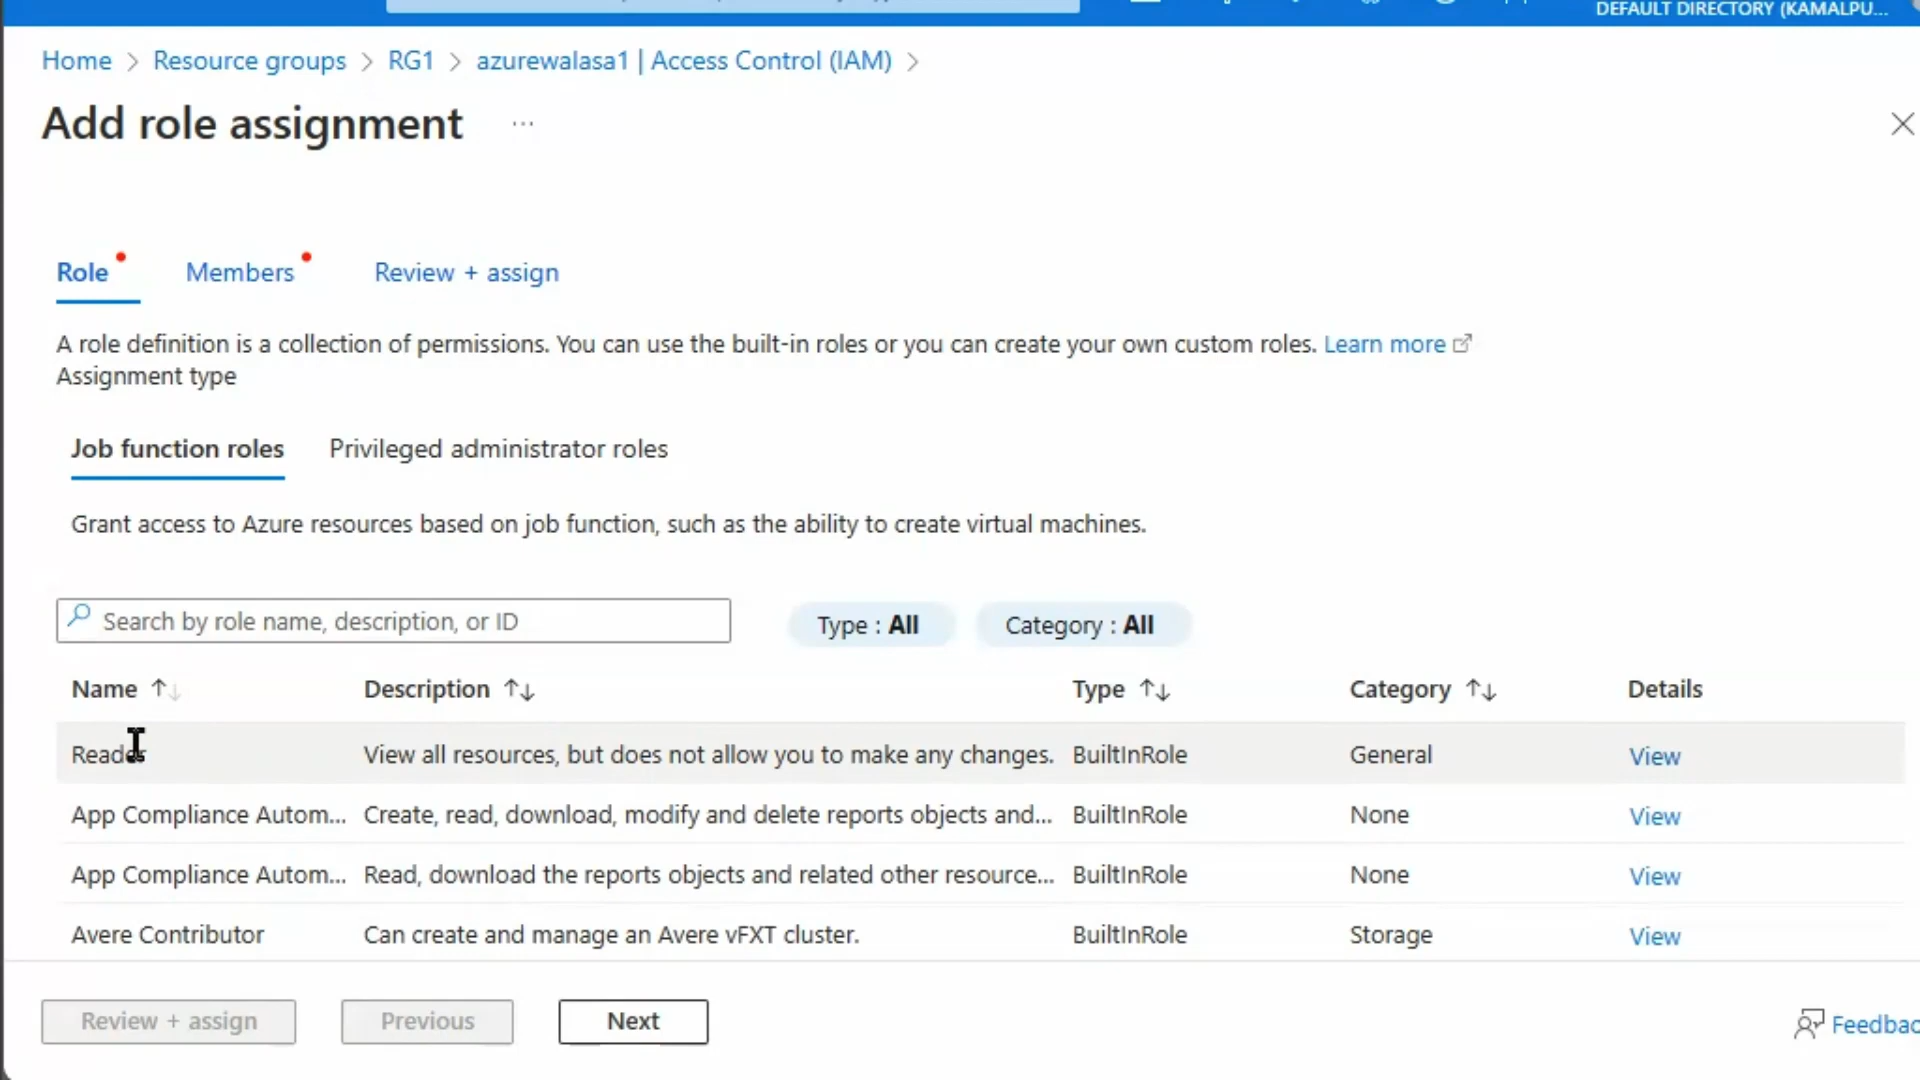 DEFAULT DIRECTORY (KAMALPU...
Home > Resource groups > RG1 > azurewalasa1 | Access Control (IAM) >
Add role assignment ...
Role Members Review + assign
A role definition is a collection of permissions. You can use the built-in roles or you can create your own custom roles. Learn more
Assignment type
Job function roles Privileged administrator roles
Grant access to Azure resources based on job function, such as the ability to create virtual machines.
Search by role name, description, or ID Type : All Category : All
Name ↑↓ Description ↑↓ Type ↑↓ Category ↑↓ Details
Reader View all resources, but does not allow you to make any changes. BuiltInRole General View
App Compliance Autom... Create, read, download, modify and delete reports objects and... BuiltInRole None View
App Compliance Autom... Read, download the reports objects and related other resource... BuiltInRole None View
Avere Contributor Can create and manage an Avere vFXT cluster. BuiltInRole Storage View
Review + assign Previous Next Feedbac